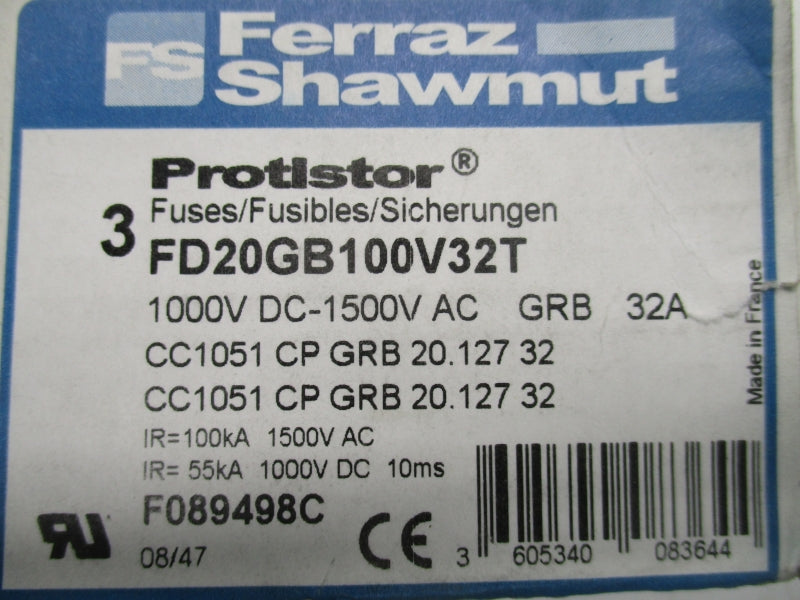 FS Ferraz
Shawmut
Protistor®
3 Fuses/Fusibles/Sicherungen
FD20GB100V32T
1000V DC-1500V AC GRB 32A
CC1051 CP GRB 20.127 32
CC1051 CP GRB 20.127 32
IR=100kA 1500V AC
IR= 55kA 1000V DC 10ms
F089498C
08/47
CE
3 605340 083644
Made in France